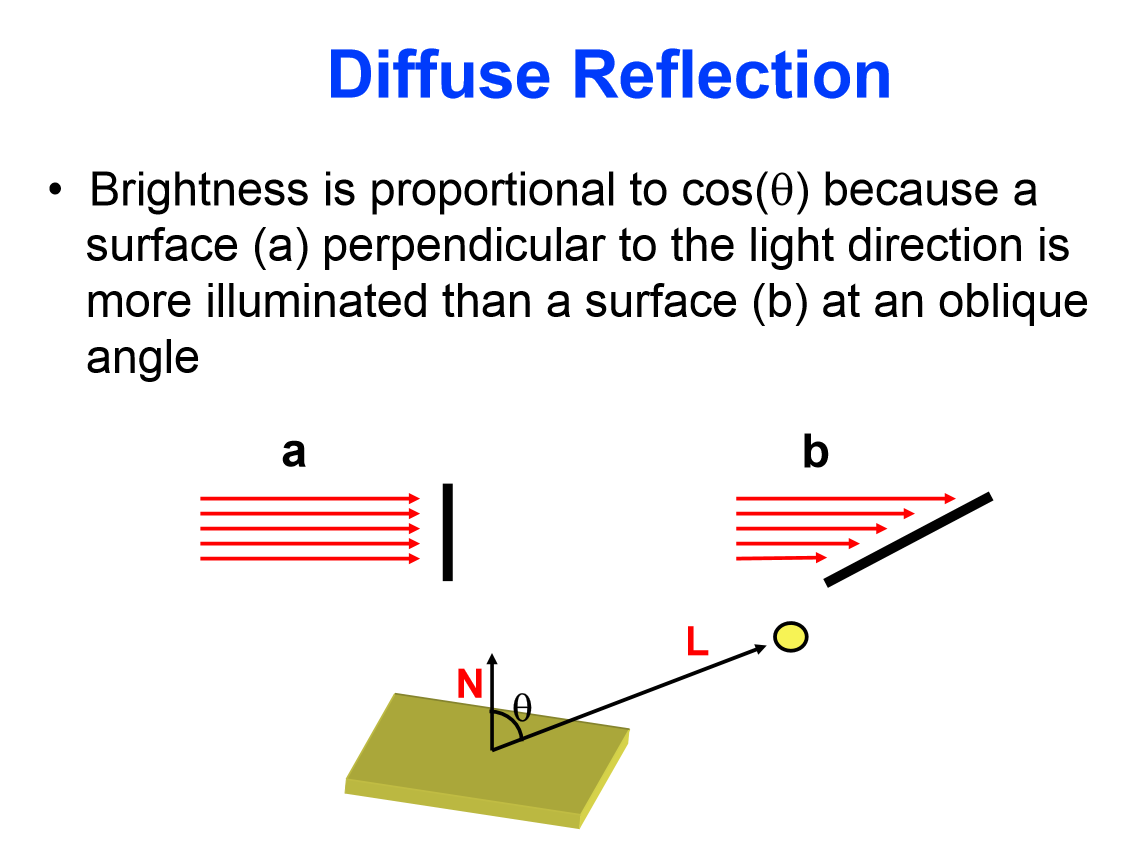 Diffuse Reflection
• Brightness is proportional to cos(θ) because a
surface (a) perpendicular to the light direction is
more illuminated than a surface (b) at an oblique
angle
a
b
L
N
θ